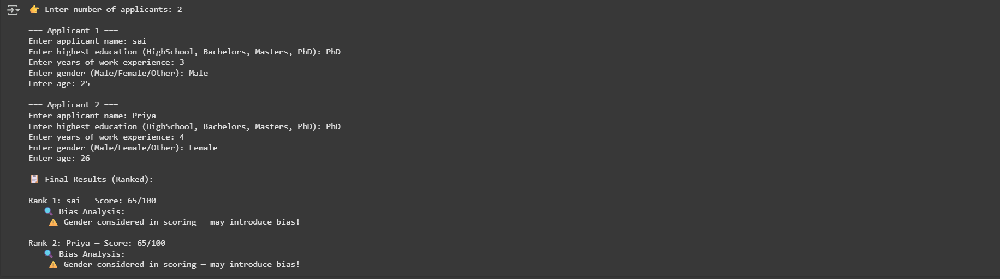 👉 Enter number of applicants: 2
=== Applicant 1 ===
Enter applicant name: sai
Enter highest education (HighSchool, Bachelors, Masters, PhD): PhD
Enter years of work experience: 3
Enter gender (Male/Female/Other): Male
Enter age: 25
=== Applicant 2 ===
Enter applicant name: Priya
Enter highest education (HighSchool, Bachelors, Masters, PhD): PhD
Enter years of work experience: 4
Enter gender (Male/Female/Other): Female
Enter age: 26
📋 Final Results (Ranked):
Rank 1: sai — Score: 65/100
🔍 Bias Analysis:
⚠️ Gender considered in scoring — may introduce bias!
Rank 2: Priya — Score: 65/100
🔍 Bias Analysis:
⚠️ Gender considered in scoring — may introduce bias!